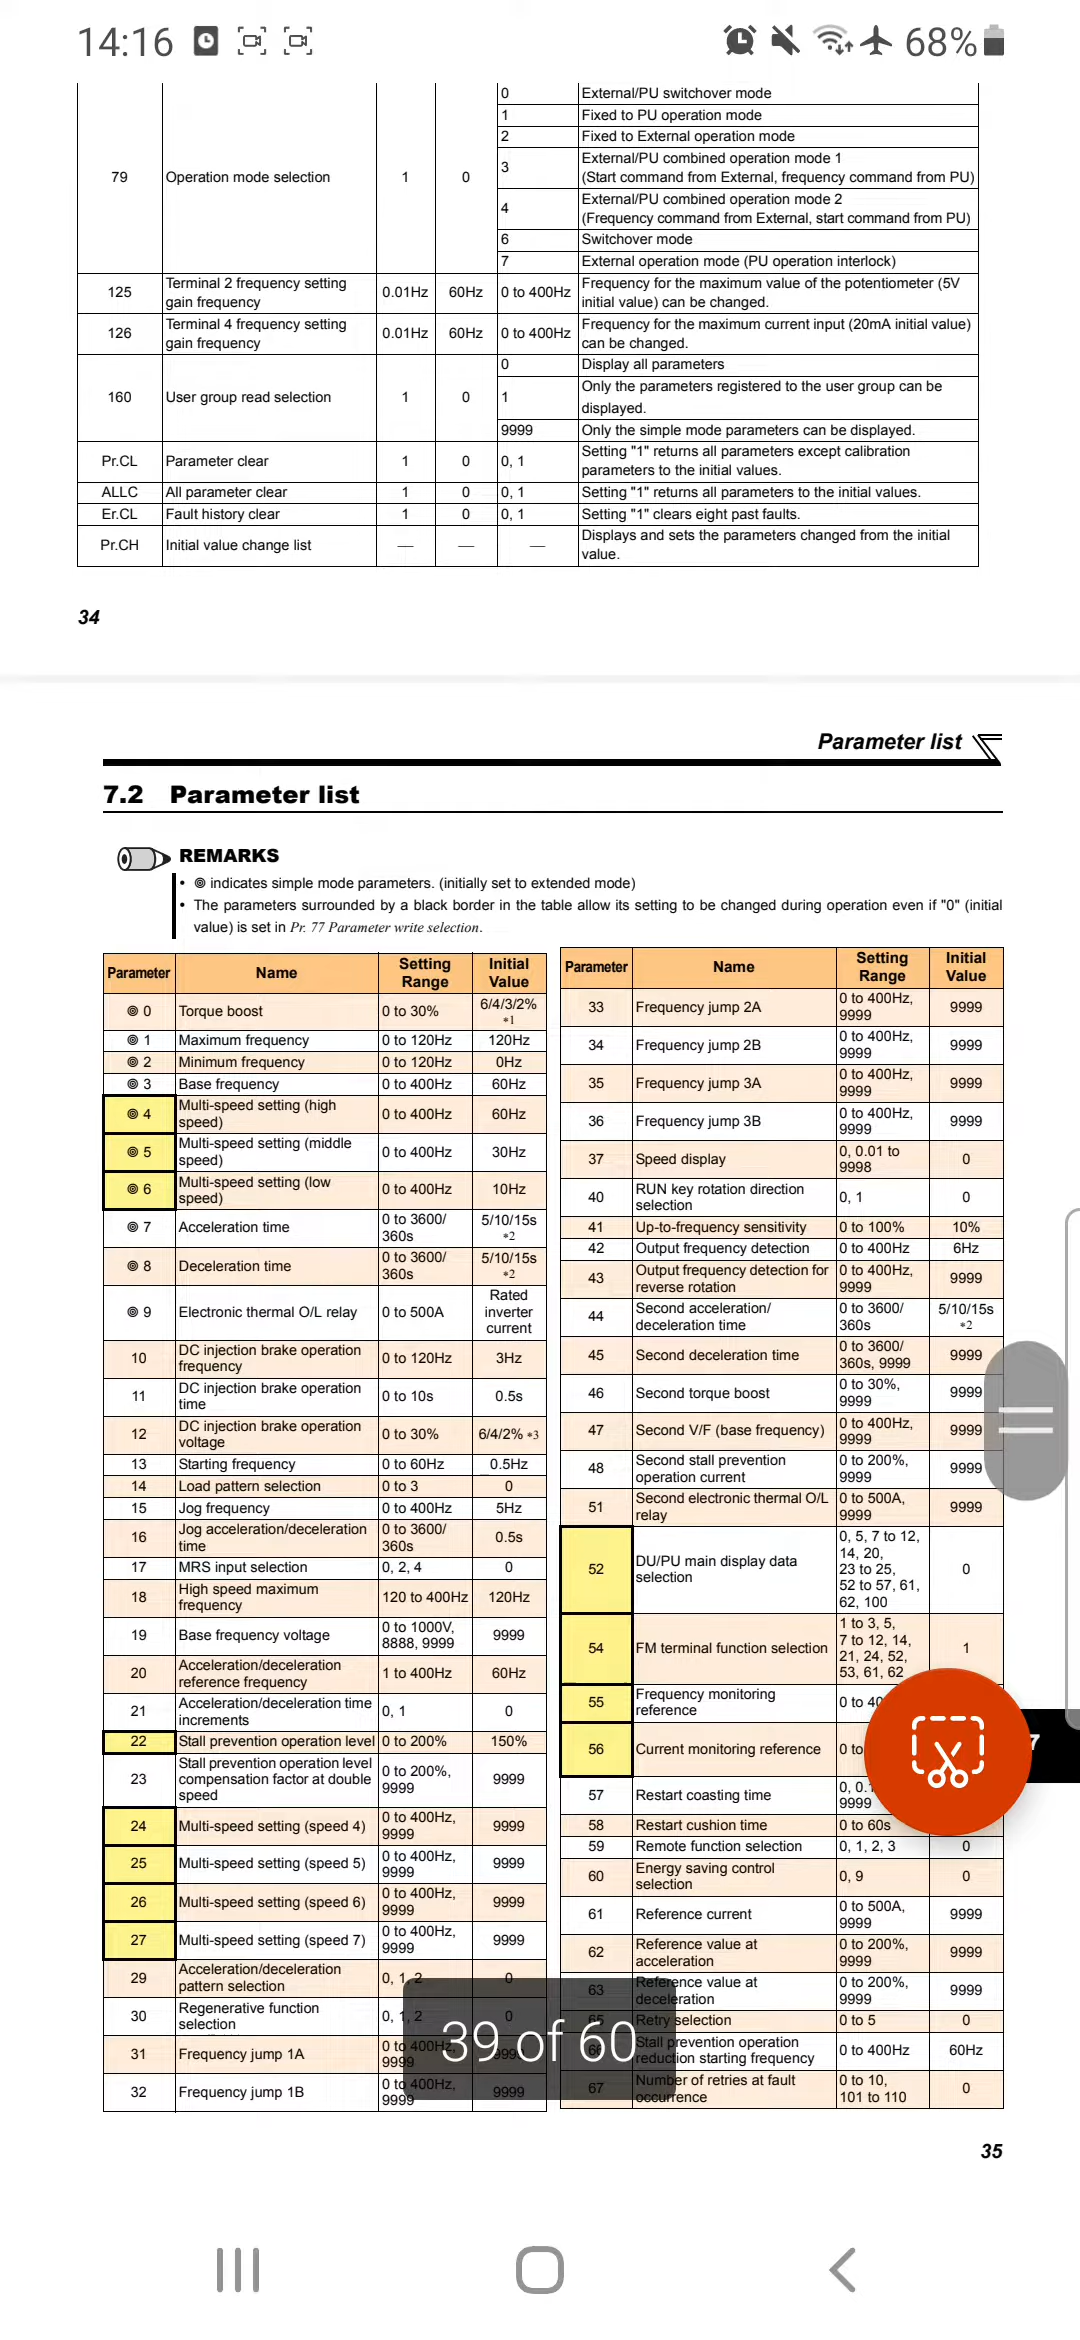 14:16
68%
0 External/PU switchover mode
1 Fixed to PU operation mode
2 Fixed to External operation mode
79 Operation mode selection 1 0
3 External/PU combined operation mode 1
(Start command from External, frequency command from PU)
4 External/PU combined operation mode 2
(Frequency command from External, start command from PU)
6 Switchover mode
7 External operation mode (PU operation interlock)
125 Terminal 2 frequency setting gain frequency 0.01Hz 60Hz 0 to 400Hz Frequency for the maximum value of the potentiometer (5V
initial value) can be changed.
126 Terminal 4 frequency setting gain frequency 0.01Hz 60Hz 0 to 400Hz Frequency for the maximum current input (20mA initial value)
can be changed.
160 User group read selection 1 0
0 Display all parameters
1 Only the parameters registered to the user group can be
displayed.
9999 Only the simple mode parameters can be displayed.
Pr.CL Parameter clear 1 0 0, 1 Setting "1" returns all parameters except calibration
parameters to the initial values.
ALLC All parameter clear 1 0 0, 1 Setting "1" returns all parameters to the initial values.
Er.CL Fault history clear 1 0 0, 1 Setting "1" clears eight past faults.
Pr.CH Initial value change list — — — Displays and sets the parameters changed from the initial
value.
34
Parameter list
7.2 Parameter list
REMARKS
• ◎ indicates simple mode parameters. (initially set to extended mode)
• The parameters surrounded by a black border in the table allow its setting to be changed during operation even if "0" (initial
value) is set in Pr. 77 Parameter write selection.
Parameter Name Setting Range Initial Value
◎ 0 Torque boost 0 to 30% 6/4/3/2% *1
◎ 1 Maximum frequency 0 to 120Hz 120Hz
◎ 2 Minimum frequency 0 to 120Hz 0Hz
◎ 3 Base frequency 0 to 400Hz 60Hz
◎ 4 Multi-speed setting (high speed) 0 to 400Hz 60Hz
◎ 5 Multi-speed setting (middle speed) 0 to 400Hz 30Hz
◎ 6 Multi-speed setting (low speed) 0 to 400Hz 10Hz
◎ 7 Acceleration time 0 to 3600/ 360s 5/10/15s *2
◎ 8 Deceleration time 0 to 3600/ 360s 5/10/15s *2
◎ 9 Electronic thermal O/L relay 0 to 500A Rated inverter current
10 DC injection brake operation frequency 0 to 120Hz 3Hz
11 DC injection brake operation time 0 to 10s 0.5s
12 DC injection brake operation voltage 0 to 30% 6/4/2% *3
13 Starting frequency 0 to 60Hz 0.5Hz
14 Load pattern selection 0 to 3 0
15 Jog frequency 0 to 400Hz 5Hz
16 Jog acceleration/deceleration time 0 to 3600/ 360s 0.5s
17 MRS input selection 0, 2, 4 0
18 High speed maximum frequency 120 to 400Hz 120Hz
19 Base frequency voltage 0 to 1000V, 8888, 9999 9999
20 Acceleration/deceleration reference frequency 1 to 400Hz 60Hz
21 Acceleration/deceleration time increments 0, 1 0
22 Stall prevention operation level 0 to 200% 150%
23 Stall prevention operation level compensation factor at double speed 0 to 200%, 9999 9999
24 Multi-speed setting (speed 4) 0 to 400Hz, 9999 9999
25 Multi-speed setting (speed 5) 0 to 400Hz, 9999 9999
26 Multi-speed setting (speed 6) 0 to 400Hz, 9999 9999
27 Multi-speed setting (speed 7) 0 to 400Hz, 9999 9999
29 Acceleration/deceleration pattern selection 0, 1, 2 0
30 Regenerative function selection 0, 1, 2 0
31 Frequency jump 1A 0 to 400Hz, 9999 9999
32 Frequency jump 1B 0 to 400Hz, 9999 9999
Parameter Name Setting Range Initial Value
33 Frequency jump 2A 0 to 400Hz, 9999 9999
34 Frequency jump 2B 0 to 400Hz, 9999 9999
35 Frequency jump 3A 0 to 400Hz, 9999 9999
36 Frequency jump 3B 0 to 400Hz, 9999 9999
37 Speed display 0, 0.01 to 9998 0
40 RUN key rotation direction selection 0, 1 0
41 Up-to-frequency sensitivity 0 to 100% 10%
42 Output frequency detection 0 to 400Hz 6Hz
43 Output frequency detection for reverse rotation 0 to 400Hz, 9999 9999
44 Second acceleration/ deceleration time 0 to 3600/ 360s 5/10/15s *2
45 Second deceleration time 0 to 3600/ 360s, 9999 9999
46 Second torque boost 0 to 30%, 9999 9999
47 Second V/F (base frequency) 0 to 400Hz, 9999 9999
48 Second stall prevention operation current 0 to 200%, 9999 9999
51 Second electronic thermal O/L relay 0 to 500A, 9999 9999
52 DU/PU main display data selection 0, 5, 7 to 12, 14, 20, 23 to 25, 52 to 57, 61, 62, 100 0
54 FM terminal function selection 1 to 3, 5, 7 to 12, 14, 21, 24, 52, 53, 61, 62 1
55 Frequency monitoring reference 0 to 40
56 Current monitoring reference 0 to
57 Restart coasting time 0, 0. 9999
58 Restart cushion time 0 to 60s
59 Remote function selection 0, 1, 2, 3 0
60 Energy saving control selection 0, 9 0
61 Reference current 0 to 500A, 9999 9999
62 Reference value at acceleration 0 to 200%, 9999 9999
63 Reference value at deceleration 0 to 200%, 9999 9999
65 Retry selection 0 to 5 0
66 Stall prevention operation reduction starting frequency 0 to 400Hz 60Hz
67 Number of retries at fault occurrence 0 to 10, 101 to 110 0
7
39 of 60
35